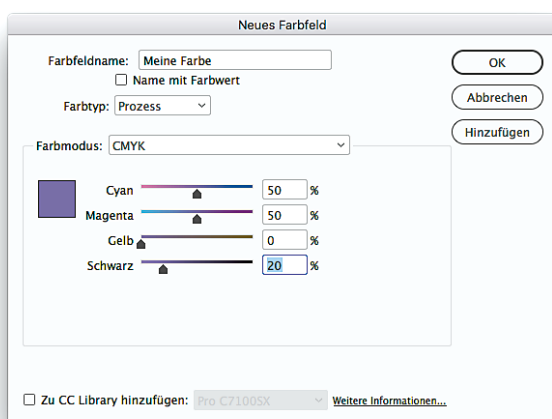 Neues Farbfeld
Farbfeldname: Meine Farbe
Name mit Farbwert
Farbtyp: Prozess
OK
Abbrechen
Hinzufügen
Farbmodus: CMYK
Cyan 50 %
Magenta 50 %
Gelb 0 %
Schwarz 20 %
Zu CC Library hinzufügen: Pro C7100SX Weitere Informationen...